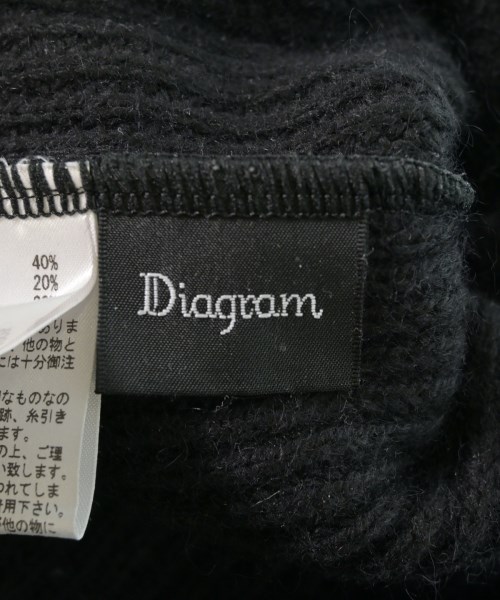 40%
20%
Diagram
ありま
他の物と
には十分御注
なものなの
跡、糸引き
ます。
の上、ご理
い致します。
われてしま
用下さい。
他の物に